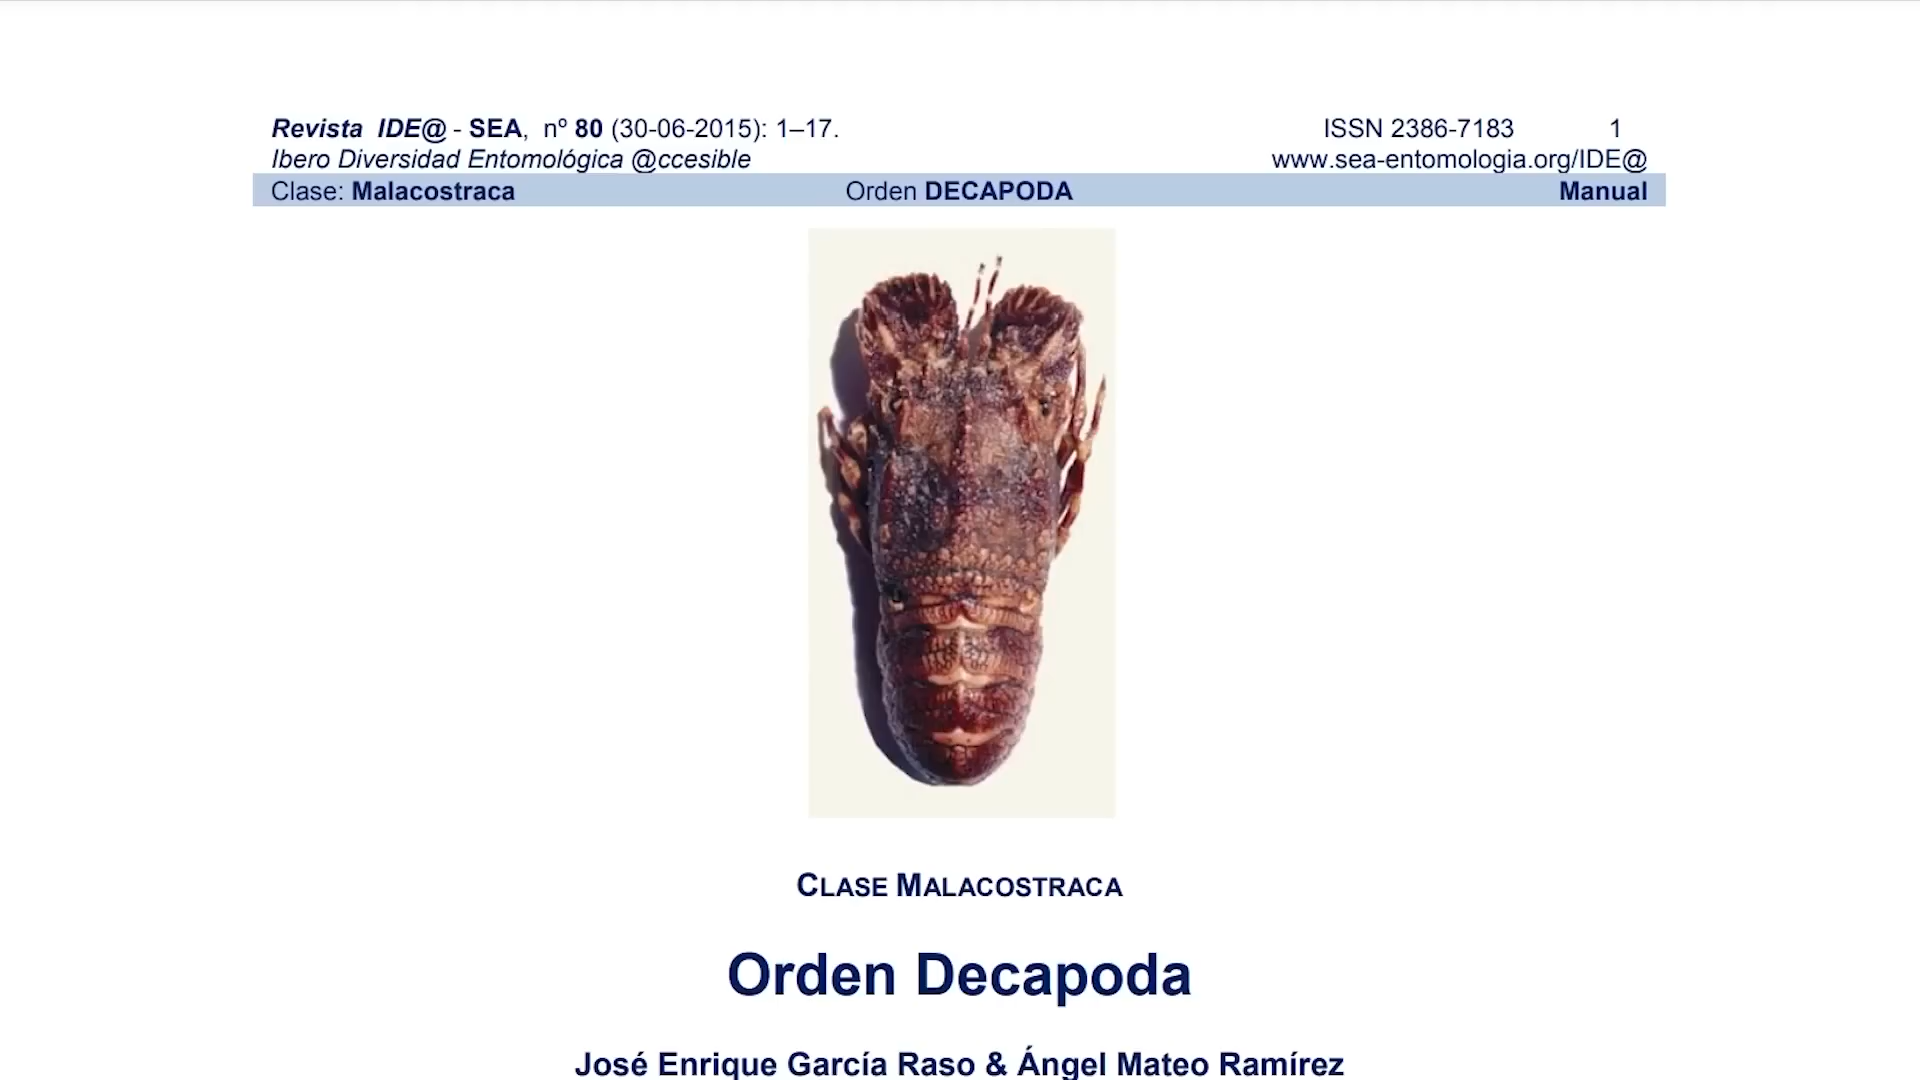 Revista IDE@ - SEA, nº 80 (30-06-2015): 1–17. ISSN 2386-7183 1
Ibero Diversidad Entomológica @ccesible www.sea-entomologia.org/IDE@
Clase: Malacostraca Orden DECAPODA Manual
CLASE MALACOSTRACA
Orden Decapoda
José Enrique García Raso & Ángel Mateo Ramírez